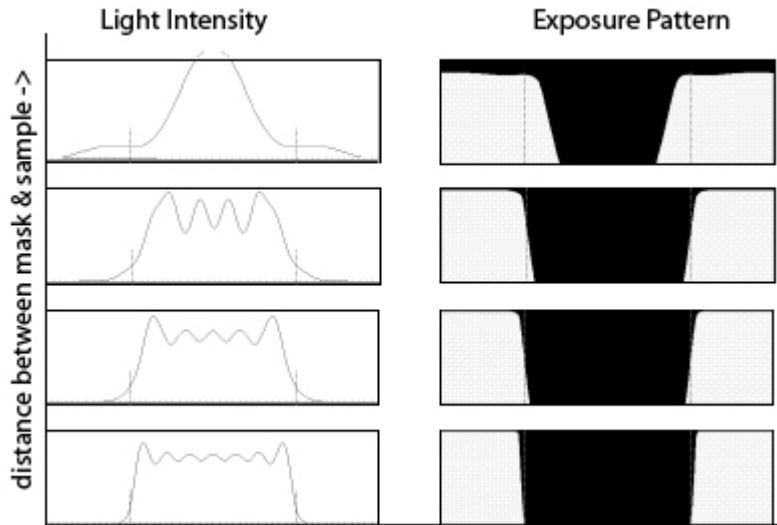 Light Intensity
Exposure Pattern
distance between mask & sample ->